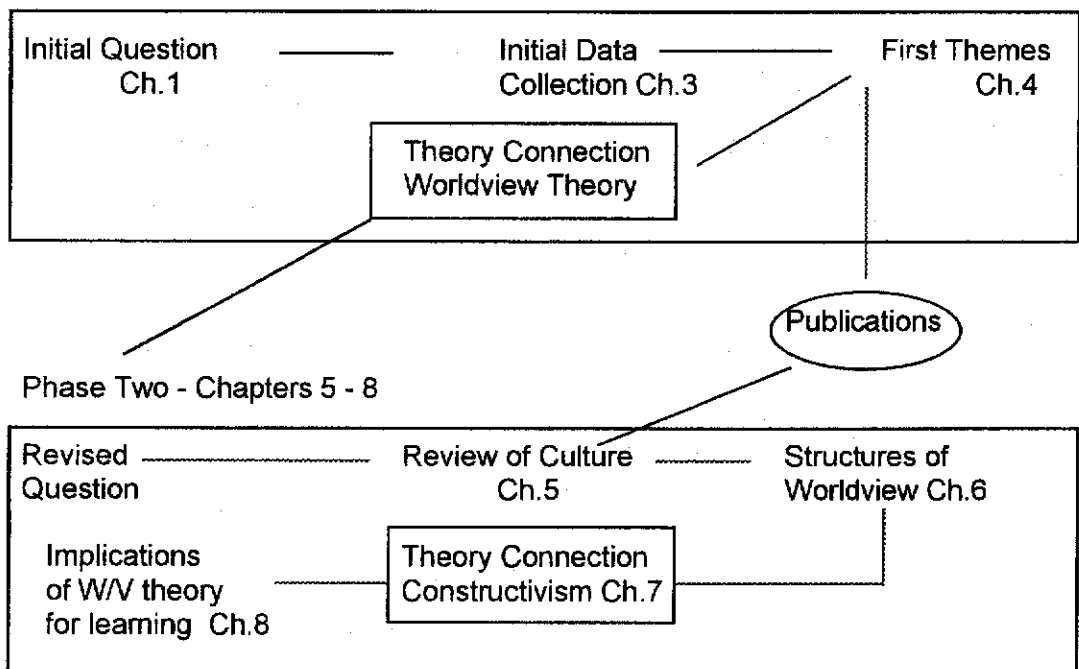 Initial Question
Ch.1
Initial Data
Collection Ch.3
First Themes
Ch.4
Theory Connection
Worldview Theory
Publications
Phase Two - Chapters 5 - 8
Revised
Question
Review of Culture
Ch.5
Structures of
Worldview Ch.6
Implications
of W/V theory
for learning Ch.8
Theory Connection
Constructivism Ch.7